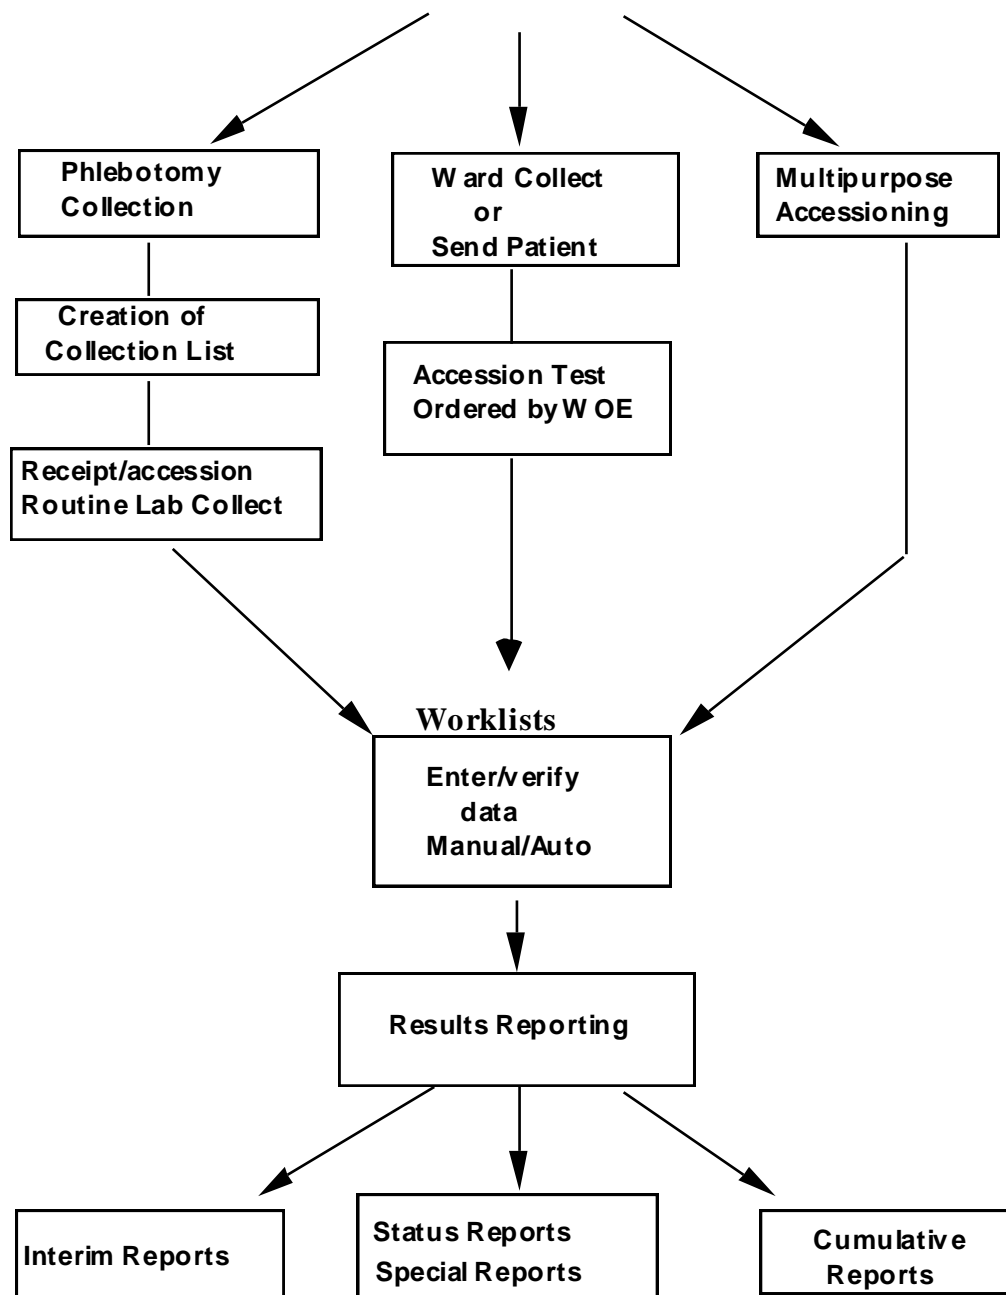 Phlebotomy
Collection
Ward Collect
or
Send Patient
Multipurpose
Accessioning
Creation of
Collection List
Accession Test
Ordered by WOE
Receipt/accession
Routine Lab Collect
Worklists
Enter/verify
data
Manual/Auto
Results Reporting
Interim Reports
Status Reports
Special Reports
Cumulative
Reports